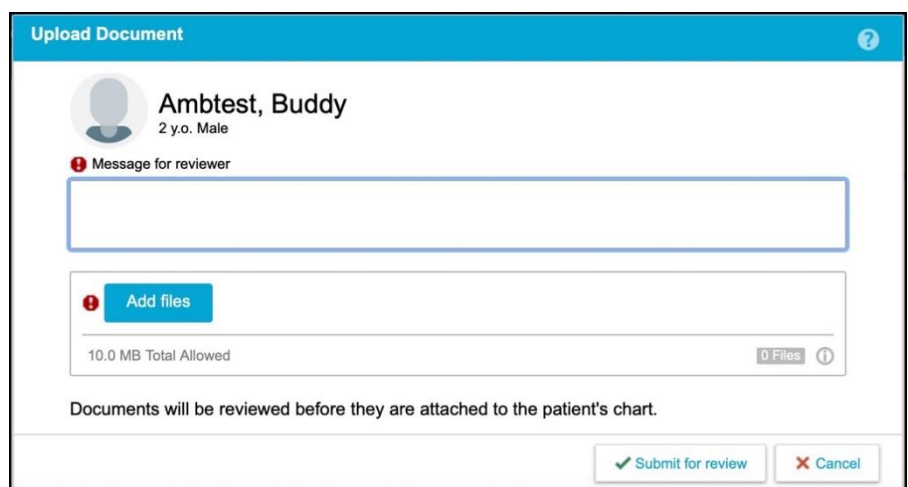 Upload Document
?
Ambtest, Buddy
2 y.o. Male
Message for reviewer
Add files
10.0 MB Total Allowed
0 Files
Documents will be reviewed before they are attached to the patient's chart.
Submit for review
Cancel